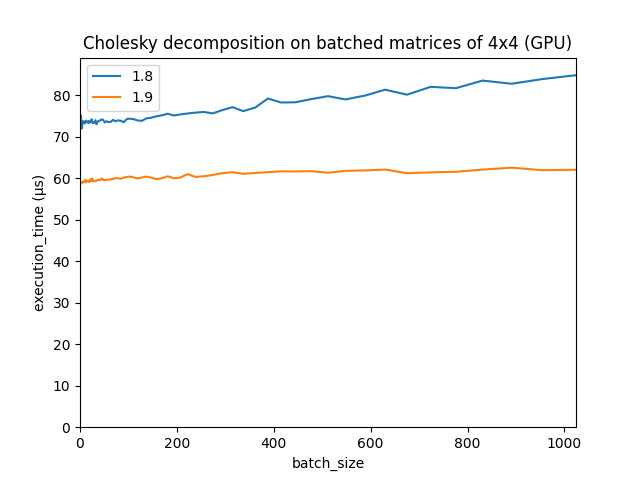 Cholesky decomposition on batched matrices of 4x4 (GPU)
1.8
1.9
execution_time (μs)
80
70
60
50
40
30
20
10
0
0 200 400 600 800 1000
batch_size